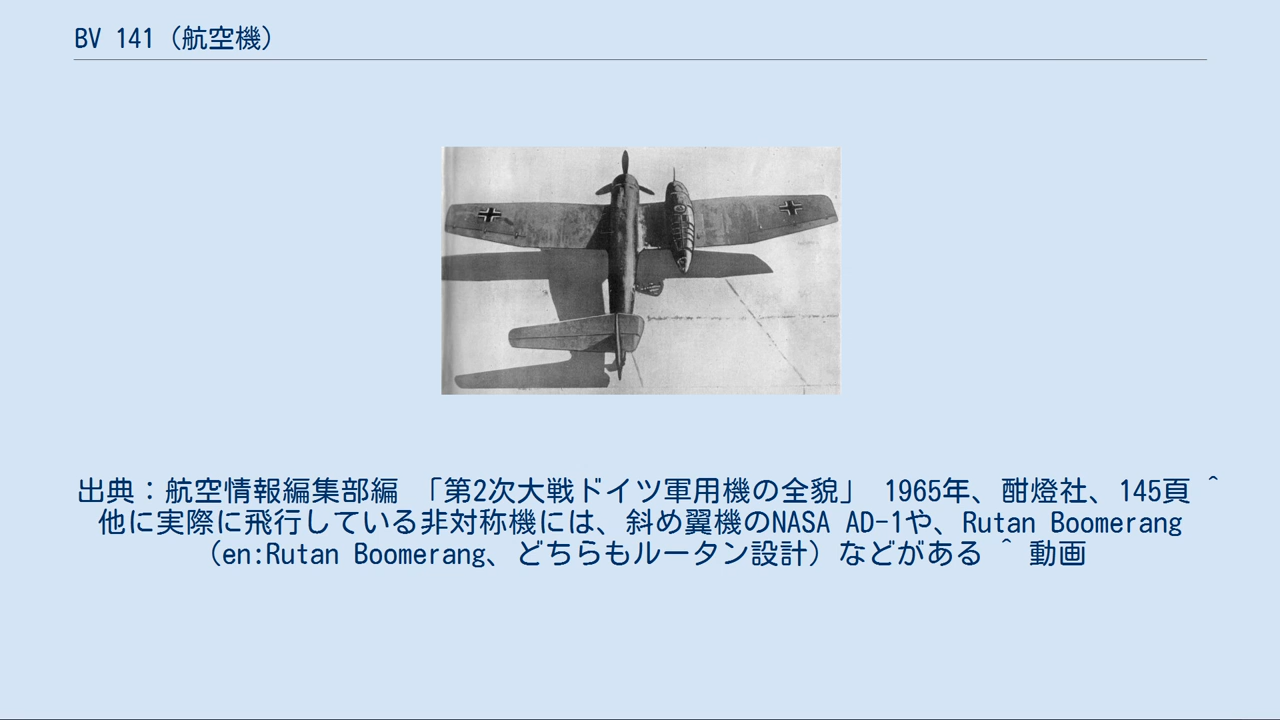 BV 141（航空機）
出典：航空情報編集部編 「第2次大戦ドイツ軍用機の全貌」 1965年、酣燈社、145頁 ^
他に実際に飛行している非対称機には、斜め翼機のNASA AD-1や、Rutan Boomerang
（en:Rutan Boomerang、どちらもルータン設計）などがある ^ 動画